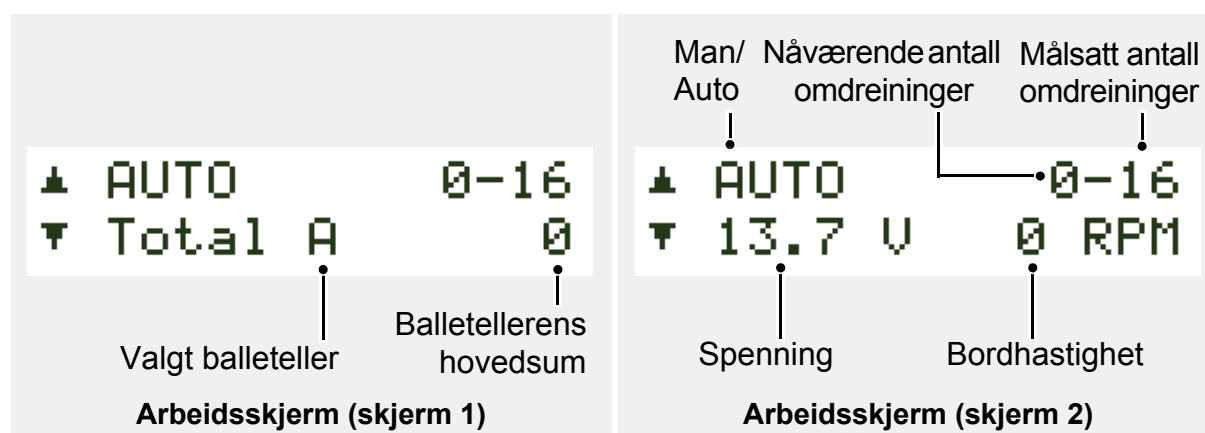 ▲ AUTO 0-16
▼ Total A 0
Valgt balleteller
Balletellerens
hovedsum
Arbeidsskjerm (skjerm 1)
Man/
Auto
Nåværende antall
omdreininger
Målsatt antall
omdreininger
▲ AUTO 0-16
▼ 13.7 V 0 RPM
Spenning
Bordhastighet
Arbeidsskjerm (skjerm 2)